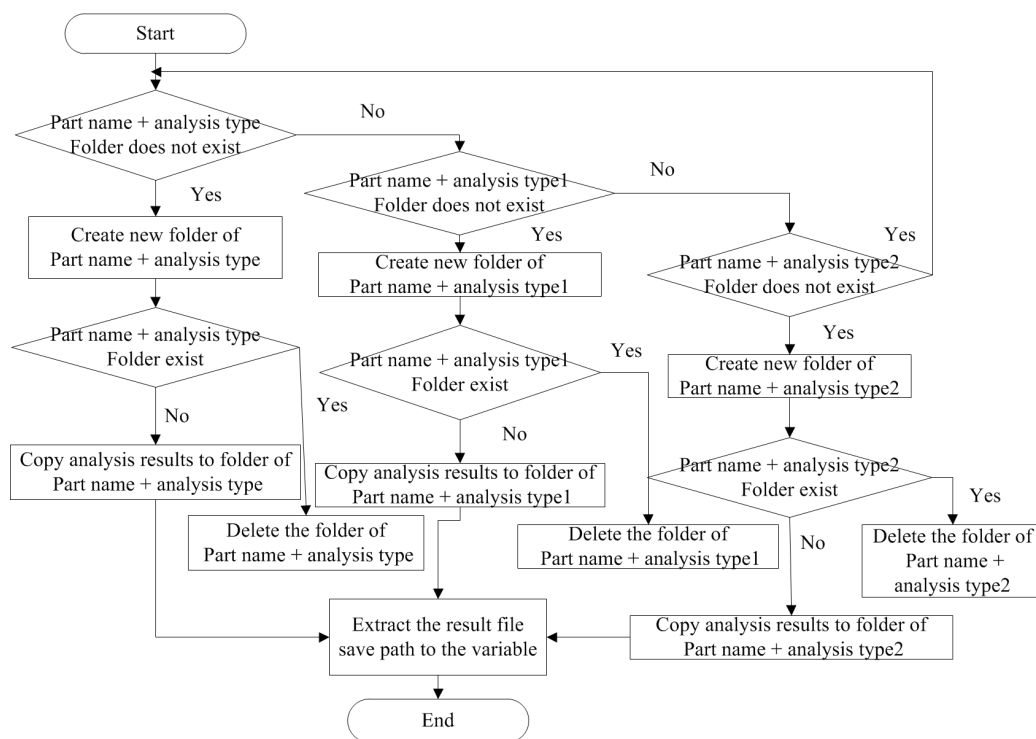 Start
Part name + analysis type
Folder does not exist
No
Yes
Create new folder of
Part name + analysis type
Part name + analysis type
Folder exist
Yes
No
Copy analysis results to folder of
Part name + analysis type
Delete the folder of
Part name + analysis type
Part name + analysis type1
Folder does not exist
No
Yes
Create new folder of
Part name + analysis type1
Part name + analysis type1
Folder exist
Yes
No
Copy analysis results to folder of
Part name + analysis type1
Delete the folder of
Part name + analysis type1
Part name + analysis type2
Folder does not exist
Yes
Yes
Create new folder of
Part name + analysis type2
Part name + analysis type2
Folder exist
Yes
No
Delete the folder of
Part name +
analysis type2
Copy analysis results to folder of
Part name + analysis type2
Extract the result file
save path to the variable
End